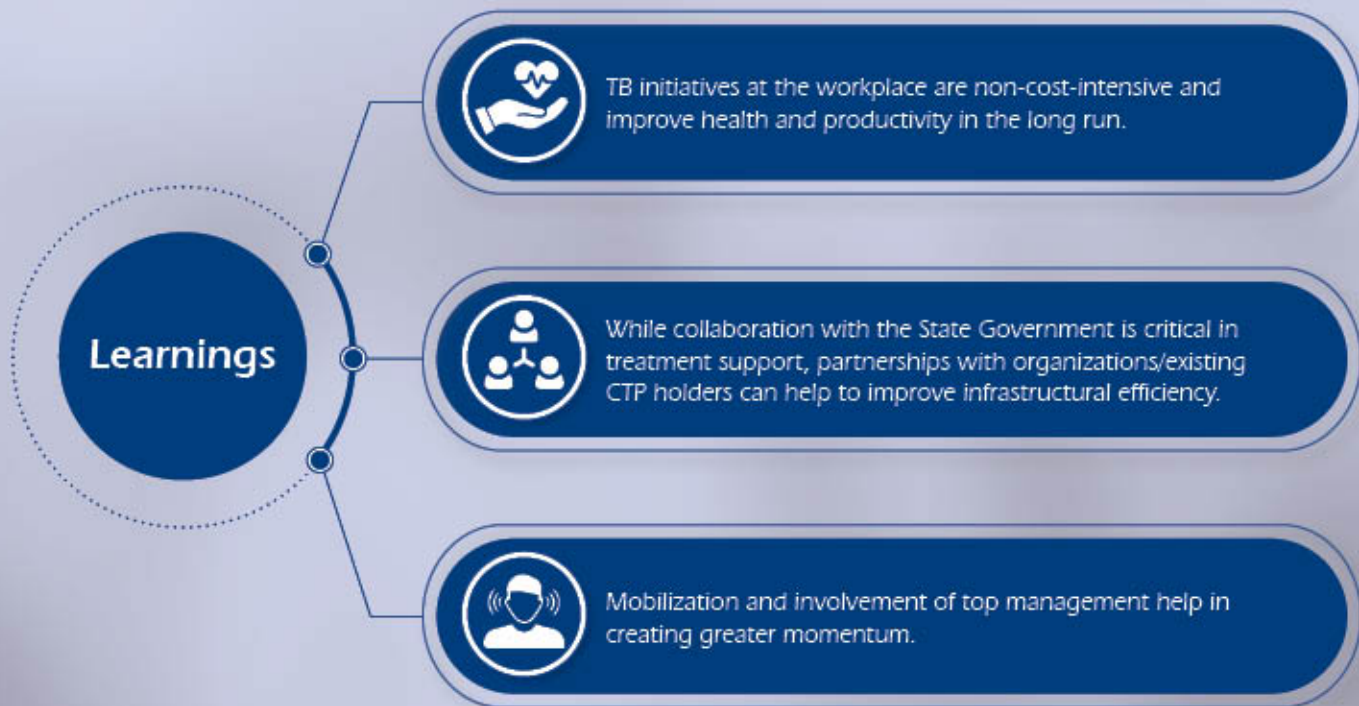 Learnings
TB initiatives at the workplace are non-cost-intensive and
improve health and productivity in the long run.
While collaboration with the State Government is critical in
treatment support, partnerships with organizations/existing
CTP holders can help to improve infrastructural efficiency.
Mobilization and involvement of top management help in
creating greater momentum.